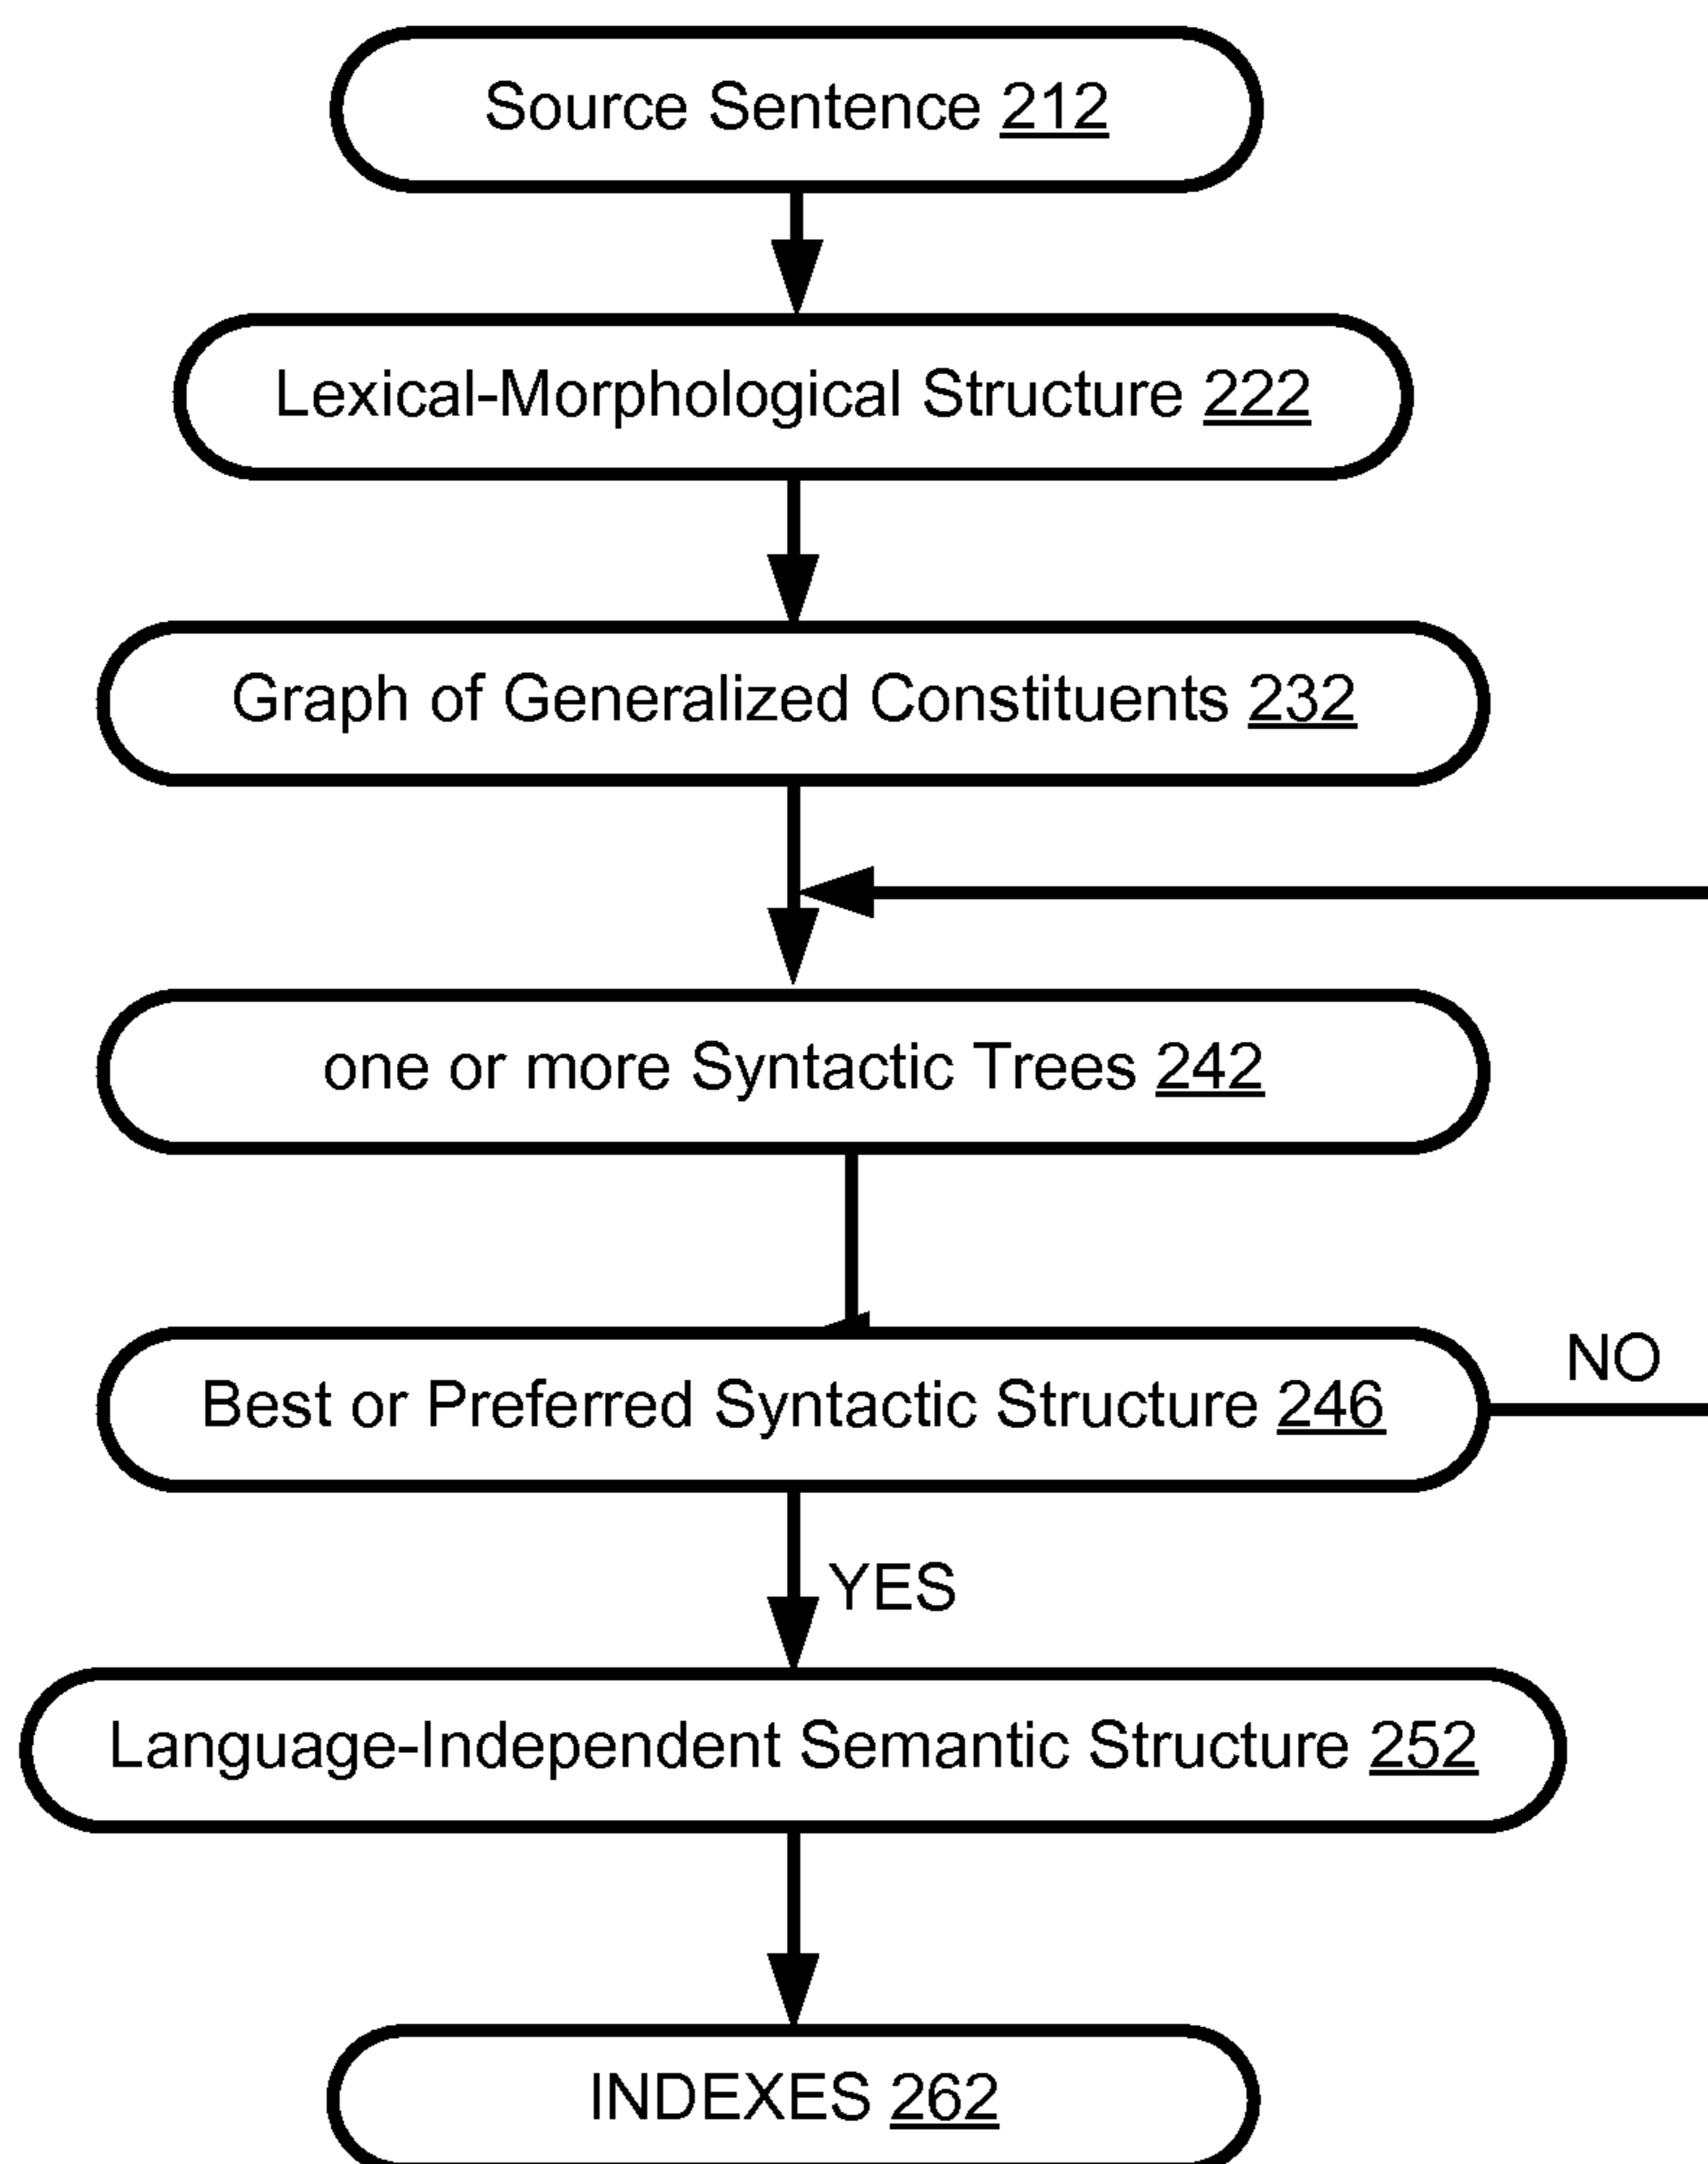 Source Sentence 212
Lexical-Morphological Structure 222
Graph of Generalized Constituents 232
one or more Syntactic Trees 242
Best or Preferred Syntactic Structure 246
NO
YES
Language-Independent Semantic Structure 252
INDEXES 262